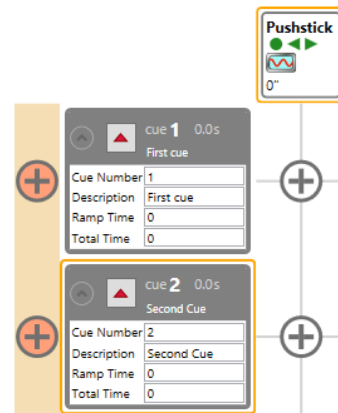 Pushstick
0"
cue 1 0.0s
First cue
Cue Number 1
Description First cue
Ramp Time 0
Total Time 0
cue 2 0.0s
Second Cue
Cue Number 2
Description Second Cue
Ramp Time 0
Total Time 0